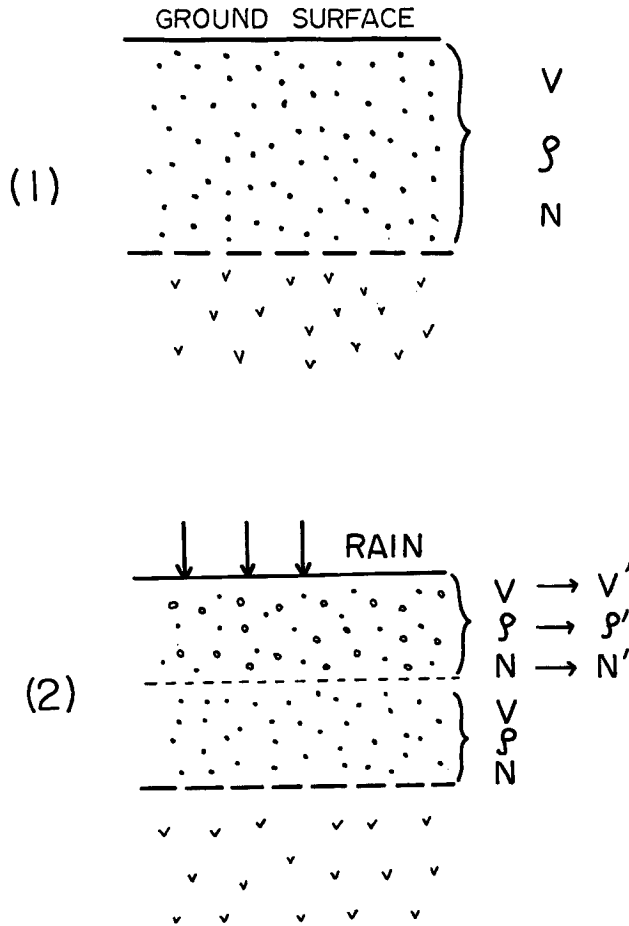 GROUND SURFACE
(1)
V
ρ
N
RAIN
(2)
V → V'
ρ → ρ'
N → N'
V
ρ
N